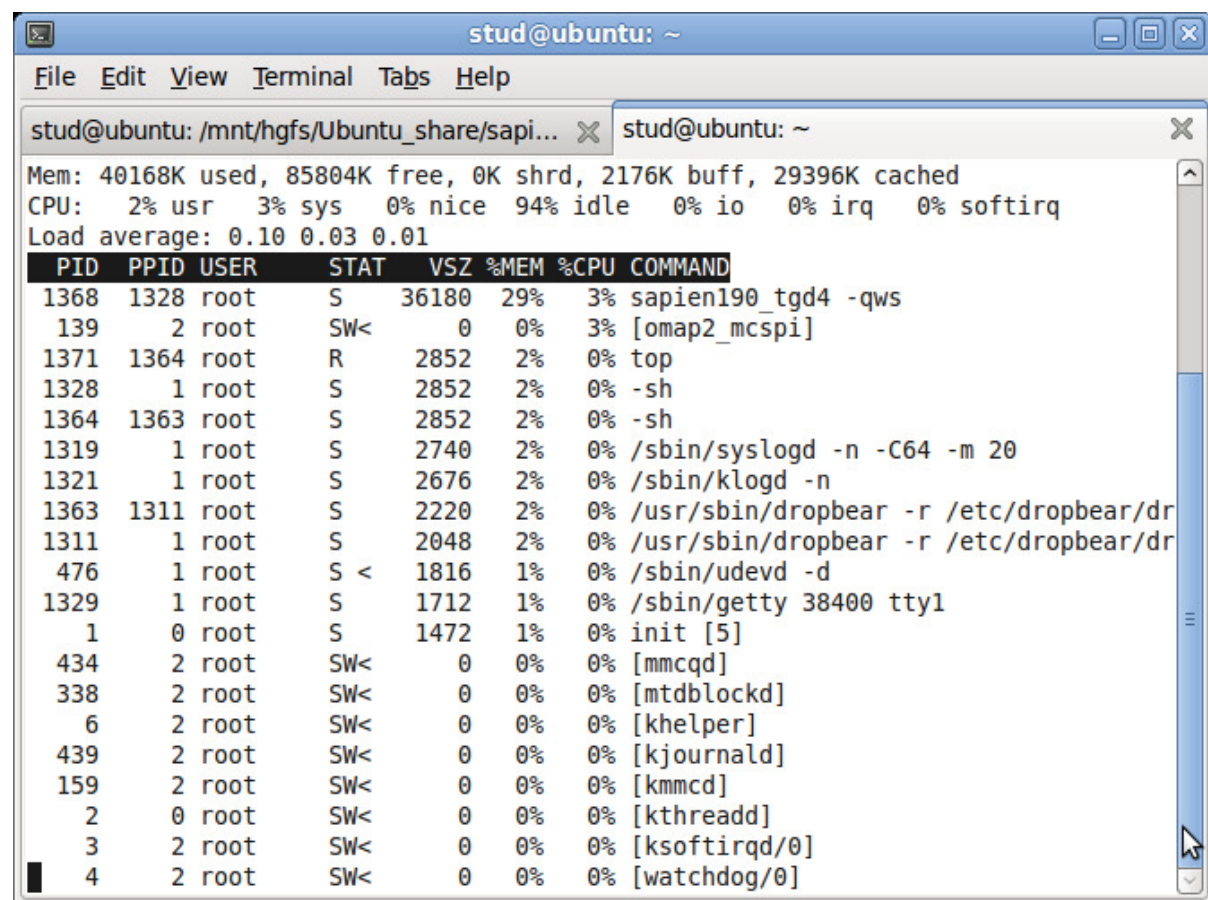 stud@ubuntu: ~
File Edit View Terminal Tabs Help
stud@ubuntu: /mnt/hgfs/Ubuntu_share/sapi... stud@ubuntu: ~
Mem: 40168K used, 85804K free, 0K shrd, 2176K buff, 29396K cached
CPU:   2% usr   3% sys   0% nice  94% idle   0% io   0% irq   0% softirq
Load average: 0.10 0.03 0.01
  PID  PPID USER     STAT   VSZ %MEM %CPU COMMAND
 1368  1328 root     S    36180  29%   3% sapien190_tgd4 -qws
  139     2 root     SW<      0   0%   3% [omap2_mcspi]
 1371  1364 root     R     2852   2%   0% top
 1328     1 root     S     2852   2%   0% -sh
 1364  1363 root     S     2852   2%   0% -sh
 1319     1 root     S     2740   2%   0% /sbin/syslogd -n -C64 -m 20
 1321     1 root     S     2676   2%   0% /sbin/klogd -n
 1363  1311 root     S     2220   2%   0% /usr/sbin/dropbear -r /etc/dropbear/dr
 1311     1 root     S     2048   2%   0% /usr/sbin/dropbear -r /etc/dropbear/dr
  476     1 root     S <   1816   1%   0% /sbin/udevd -d
 1329     1 root     S     1712   1%   0% /sbin/getty 38400 tty1
    1     0 root     S     1472   1%   0% init [5]
  434     2 root     SW<      0   0%   0% [mmcqd]
  338     2 root     SW<      0   0%   0% [mtdblockd]
    6     2 root     SW<      0   0%   0% [khelper]
  439     2 root     SW<      0   0%   0% [kjournald]
  159     2 root     SW<      0   0%   0% [kmmcd]
    2     0 root     SW<      0   0%   0% [kthreadd]
    3     2 root     SW<      0   0%   0% [ksoftirqd/0]
    4     2 root     SW<      0   0%   0% [watchdog/0]